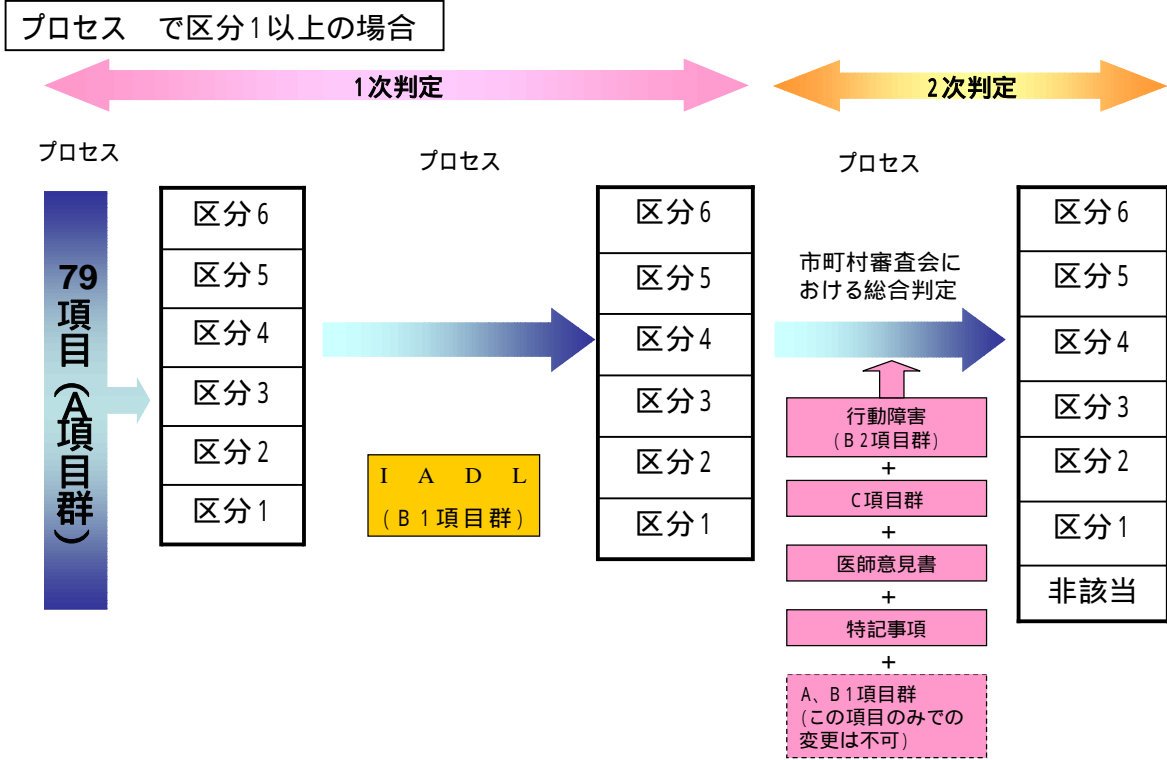 プロセス　で区分1以上の場合
1次判定
2次判定
プロセス
プロセス
プロセス
79項目(A項目群)
区分6
区分5
区分4
区分3
区分2
区分1
I A D L
(B1項目群)
区分6
区分5
区分4
区分3
区分2
区分1
市町村審査会に
おける総合判定
行動障害
(B2項目群)
+
C項目群
+
医師意見書
+
特記事項
+
A、B1項目群
(この項目のみでの
変更は不可)
区分6
区分5
区分4
区分3
区分2
区分1
非該当